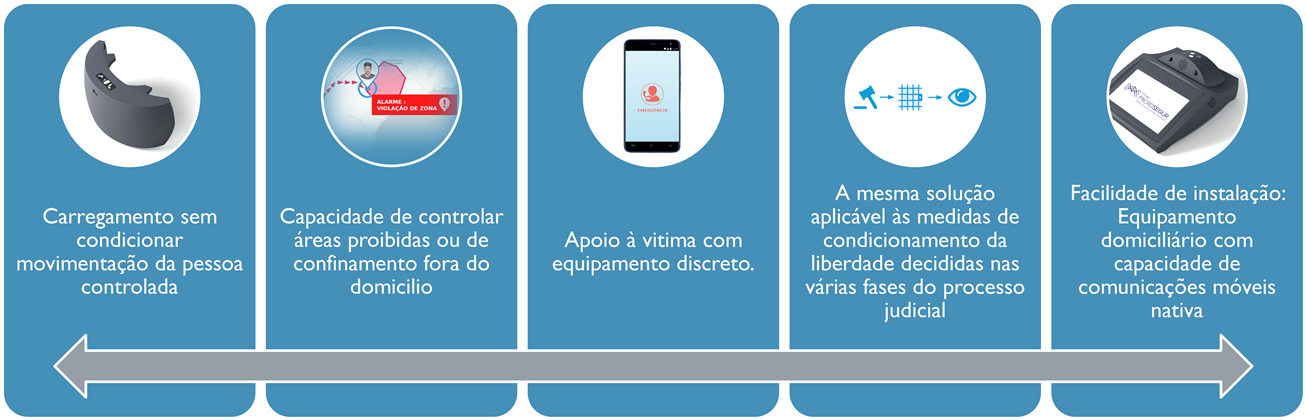 ALARME :
VIOLAÇÃO DE ZONA
EMERGÊNCIA
MICROSEGUR
Carregamento sem
condicionar
movimentação da pessoa
controlada
Capacidade de controlar
áreas proibidas ou de
confinamento fora do
domicilio
Apoio à vitima com
equipamento discreto.
A mesma solução
aplicável às medidas de
condicionamento da
liberdade decididas nas
várias fases do processo
judicial
Facilidade de instalação:
Equipamento
domiciliário com
capacidade de
comunicações móveis
nativa